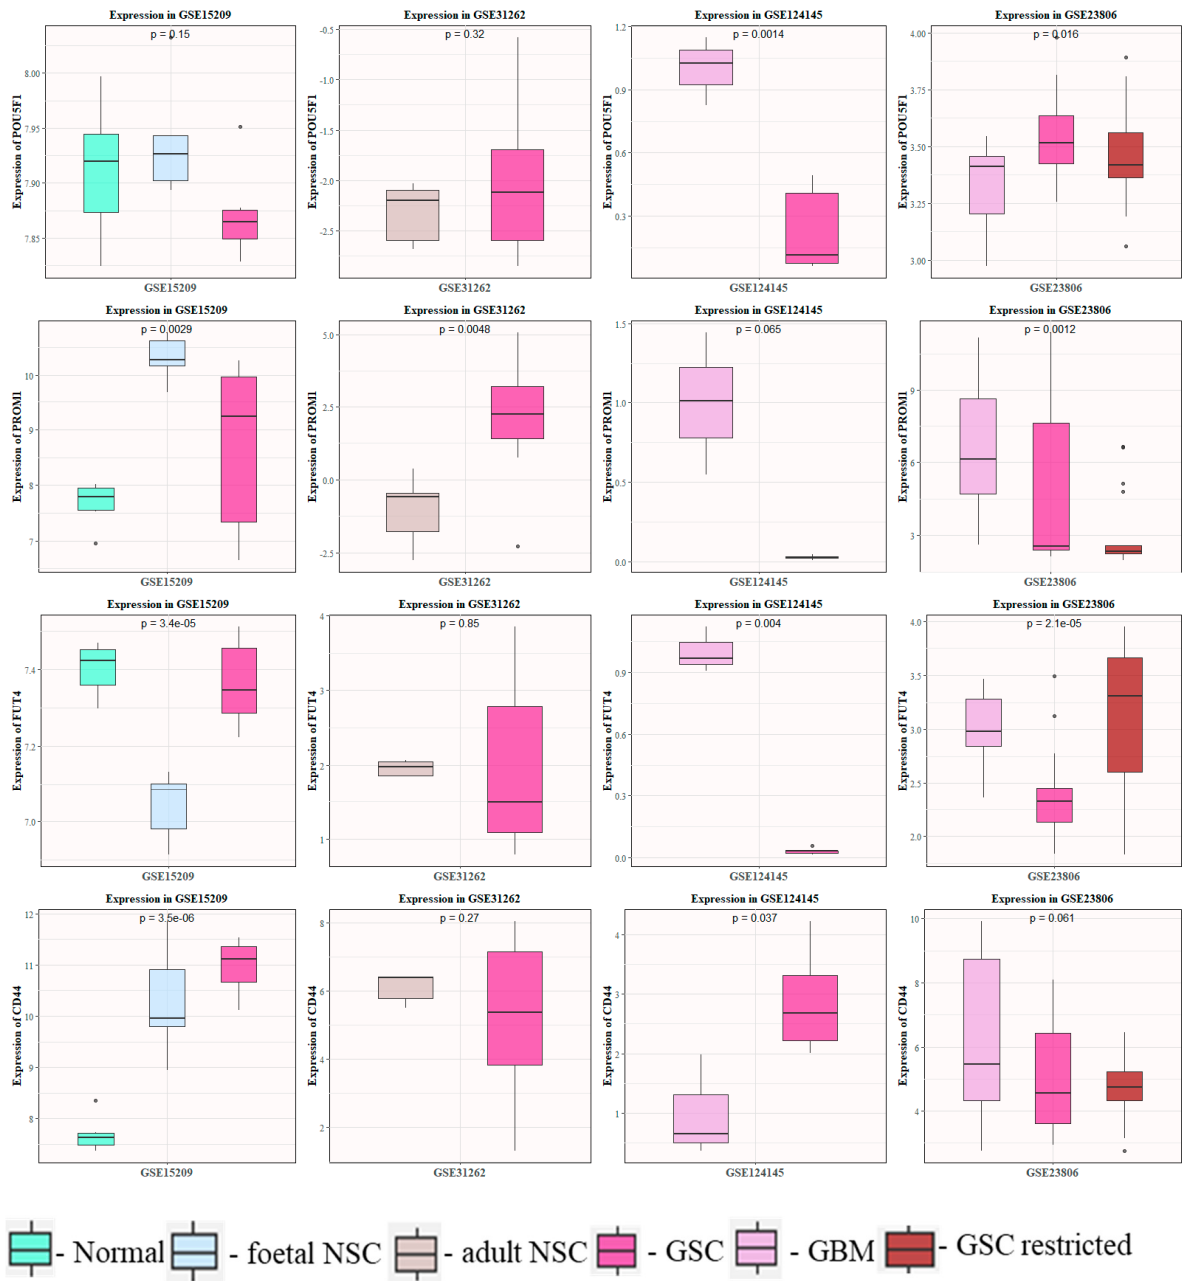 Expression in GSE15209
p = 0.15
Expression of POU5F1
8.00
7.95
7.90
7.85
GSE15209
Expression in GSE31262
p = 0.32
Expression of POU5F1
-0.5
-1.0
-1.5
-2.0
-2.5
GSE31262
Expression in GSE124145
p = 0.0014
Expression of POU5F1
1.2
0.9
0.6
0.3
GSE124145
Expression in GSE23806
p = 0.016
Expression of POU5F1
4.00
3.75
3.50
3.25
3.00
GSE23806
Expression in GSE15209
p = 0.0029
Expression of PROM1
10
9
8
7
GSE15209
Expression in GSE31262
p = 0.0048
Expression of PROM1
5.0
2.5
0.0
-2.5
GSE31262
Expression in GSE124145
p = 0.065
Expression of PROM1
1.5
1.0
0.5
0.0
GSE124145
Expression in GSE23806
p = 0.0012
Expression of PROM1
9
6
3
GSE23806
Expression in GSE15209
p = 3.4e-05
Expression of FUT4
7.4
7.2
7.0
GSE15209
Expression in GSE31262
p = 0.85
Expression of FUT4
4
3
2
1
GSE31262
Expression in GSE124145
p = 0.004
Expression of FUT4
0.9
0.6
0.3
0.0
GSE124145
Expression in GSE23806
p = 2.1e-05
Expression of FUT4
4.0
3.5
3.0
2.5
2.0
GSE23806
Expression in GSE15209
p = 3.5e-06
Expression of CD44
12
11
10
9
8
GSE15209
Expression in GSE31262
p = 0.27
Expression of CD44
8
6
4
2
GSE31262
Expression in GSE124145
p = 0.037
Expression of CD44
4
3
2
1
GSE124145
Expression in GSE23806
p = 0.061
Expression of CD44
10
8
6
4
GSE23806
- Normal - foetal NSC - adult NSC - GSC - GBM - GSC restricted